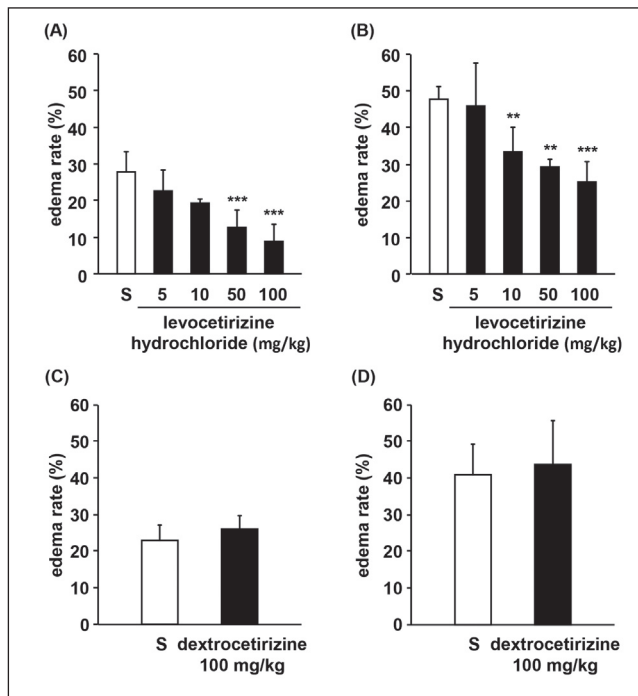 (A)
60
50
40
30
20
10
0
edema rate (%)
***
***
S 5 10 50 100
levocetirizine
hydrochloride (mg/kg)
(B)
60
50
40
30
20
10
0
edema rate (%)
**
**
***
S 5 10 50 100
levocetirizine
hydrochloride (mg/kg)
(C)
60
50
40
30
20
10
0
edema rate (%)
S dextrocetirizine
100 mg/kg
(D)
60
50
40
30
20
10
0
edema rate (%)
S dextrocetirizine
100 mg/kg